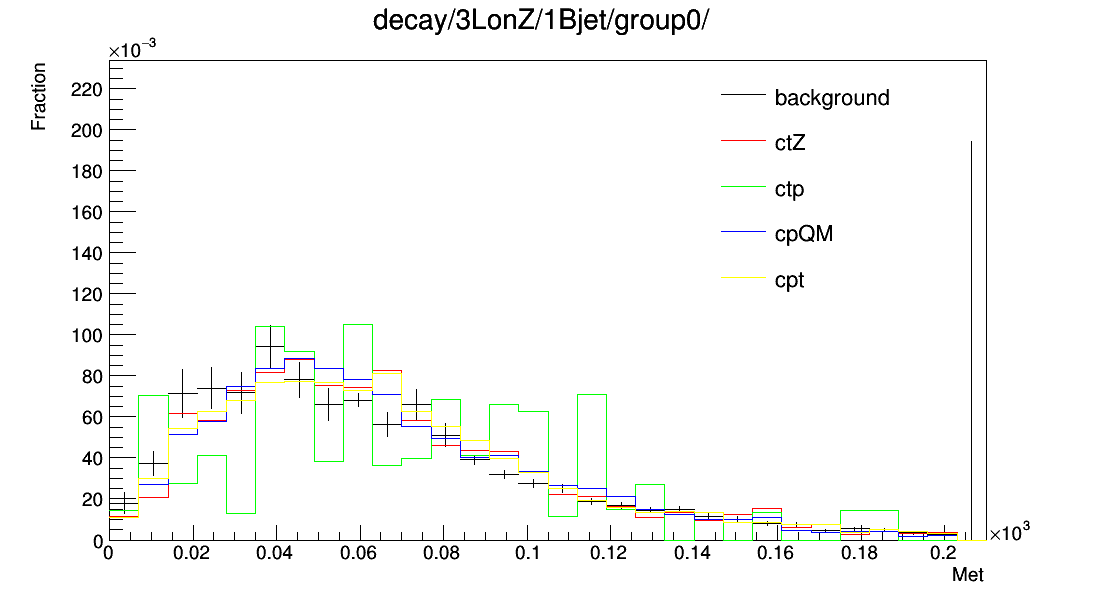 decay/3LonZ/1Bjet/group0/
×10⁻³
Fraction
220
200
180
160
140
120
100
80
60
40
20
0
background
ctZ
ctp
cpQM
cpt
0 0.02 0.04 0.06 0.08 0.1 0.12 0.14 0.16 0.18 0.2
×10³
Met